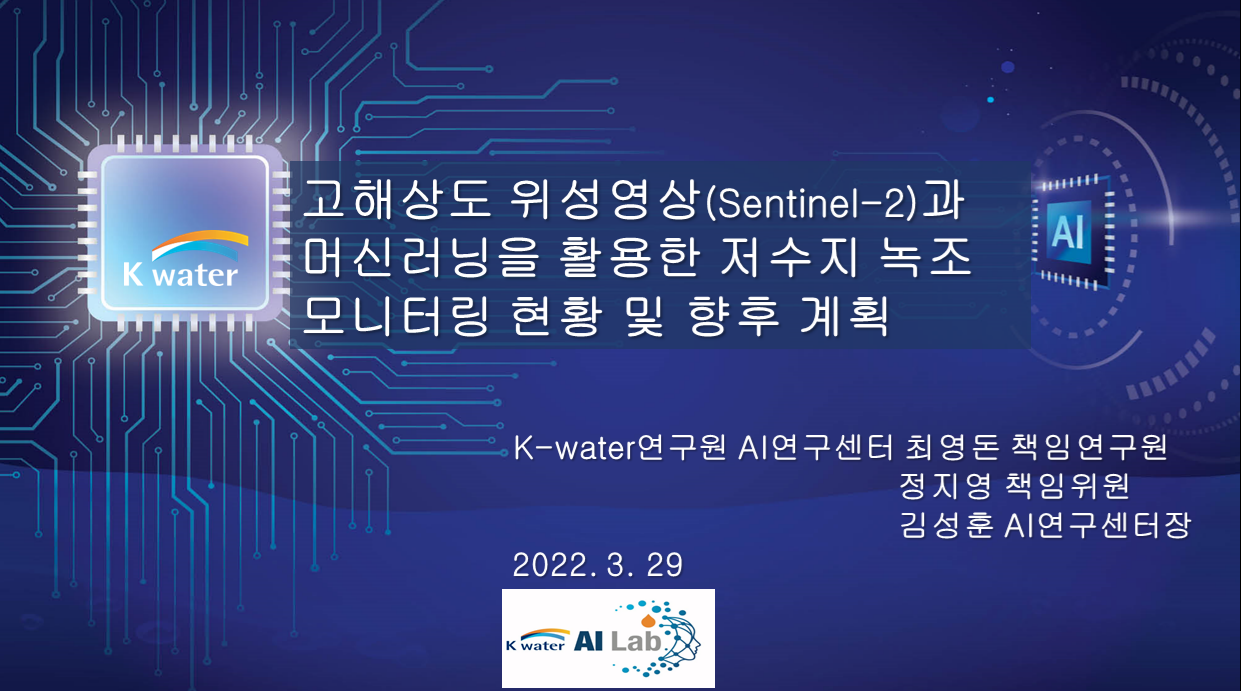 K water
고해상도 위성영상(Sentinel-2)과
머신러닝을 활용한 저수지 녹조
모니터링 현황 및 향후 계획
AI
K-water연구원 AI연구센터 최영돈 책임연구원
정지영 책임위원
김성훈 AI연구센터장
2022. 3. 29
K water AI Lab